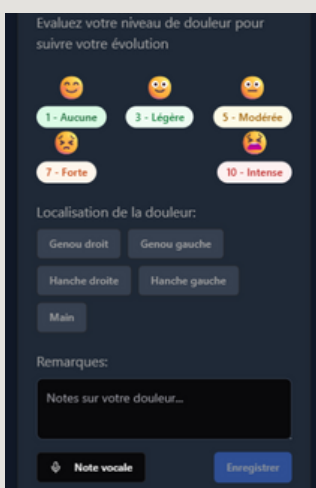 Evaluez votre niveau de douleur pour
suivre votre évolution
1 - Aucune
3 - Légère
5 - Modérée
7 - Forte
10 - Intense
Localisation de la douleur:
Genou droit
Genou gauche
Hanche droite
Hanche gauche
Main
Remarques:
Notes sur votre douleur...
Note vocale
Enregistrer